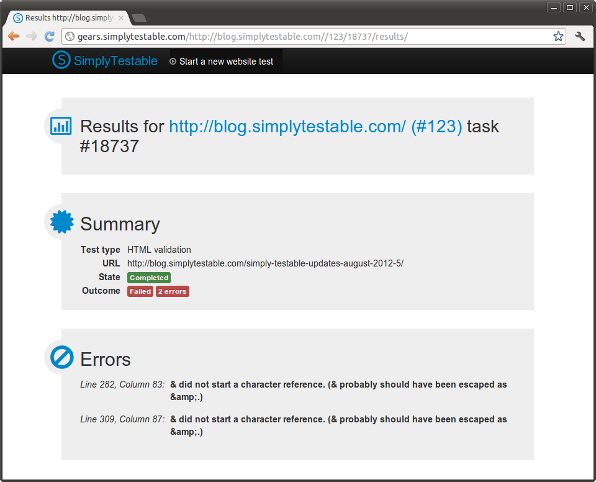 Results http://blog.simply
gears.simplytestable.com/http://blog.simplytestable.com//123/18737/results/
SimplyTestable
Start a new website test
Results for http://blog.simplytestable.com/ (#123) task
#18737
Summary
Test type HTML validation
URL http://blog.simplytestable.com/simply-testable-updates-august-2012-5/
State Completed
Outcome Failed 2 errors
Errors
Line 282, Column 83: & did not start a character reference. (& probably should have been escaped as
&amp;.)
Line 309, Column 87: & did not start a character reference. (& probably should have been escaped as
&amp;.)